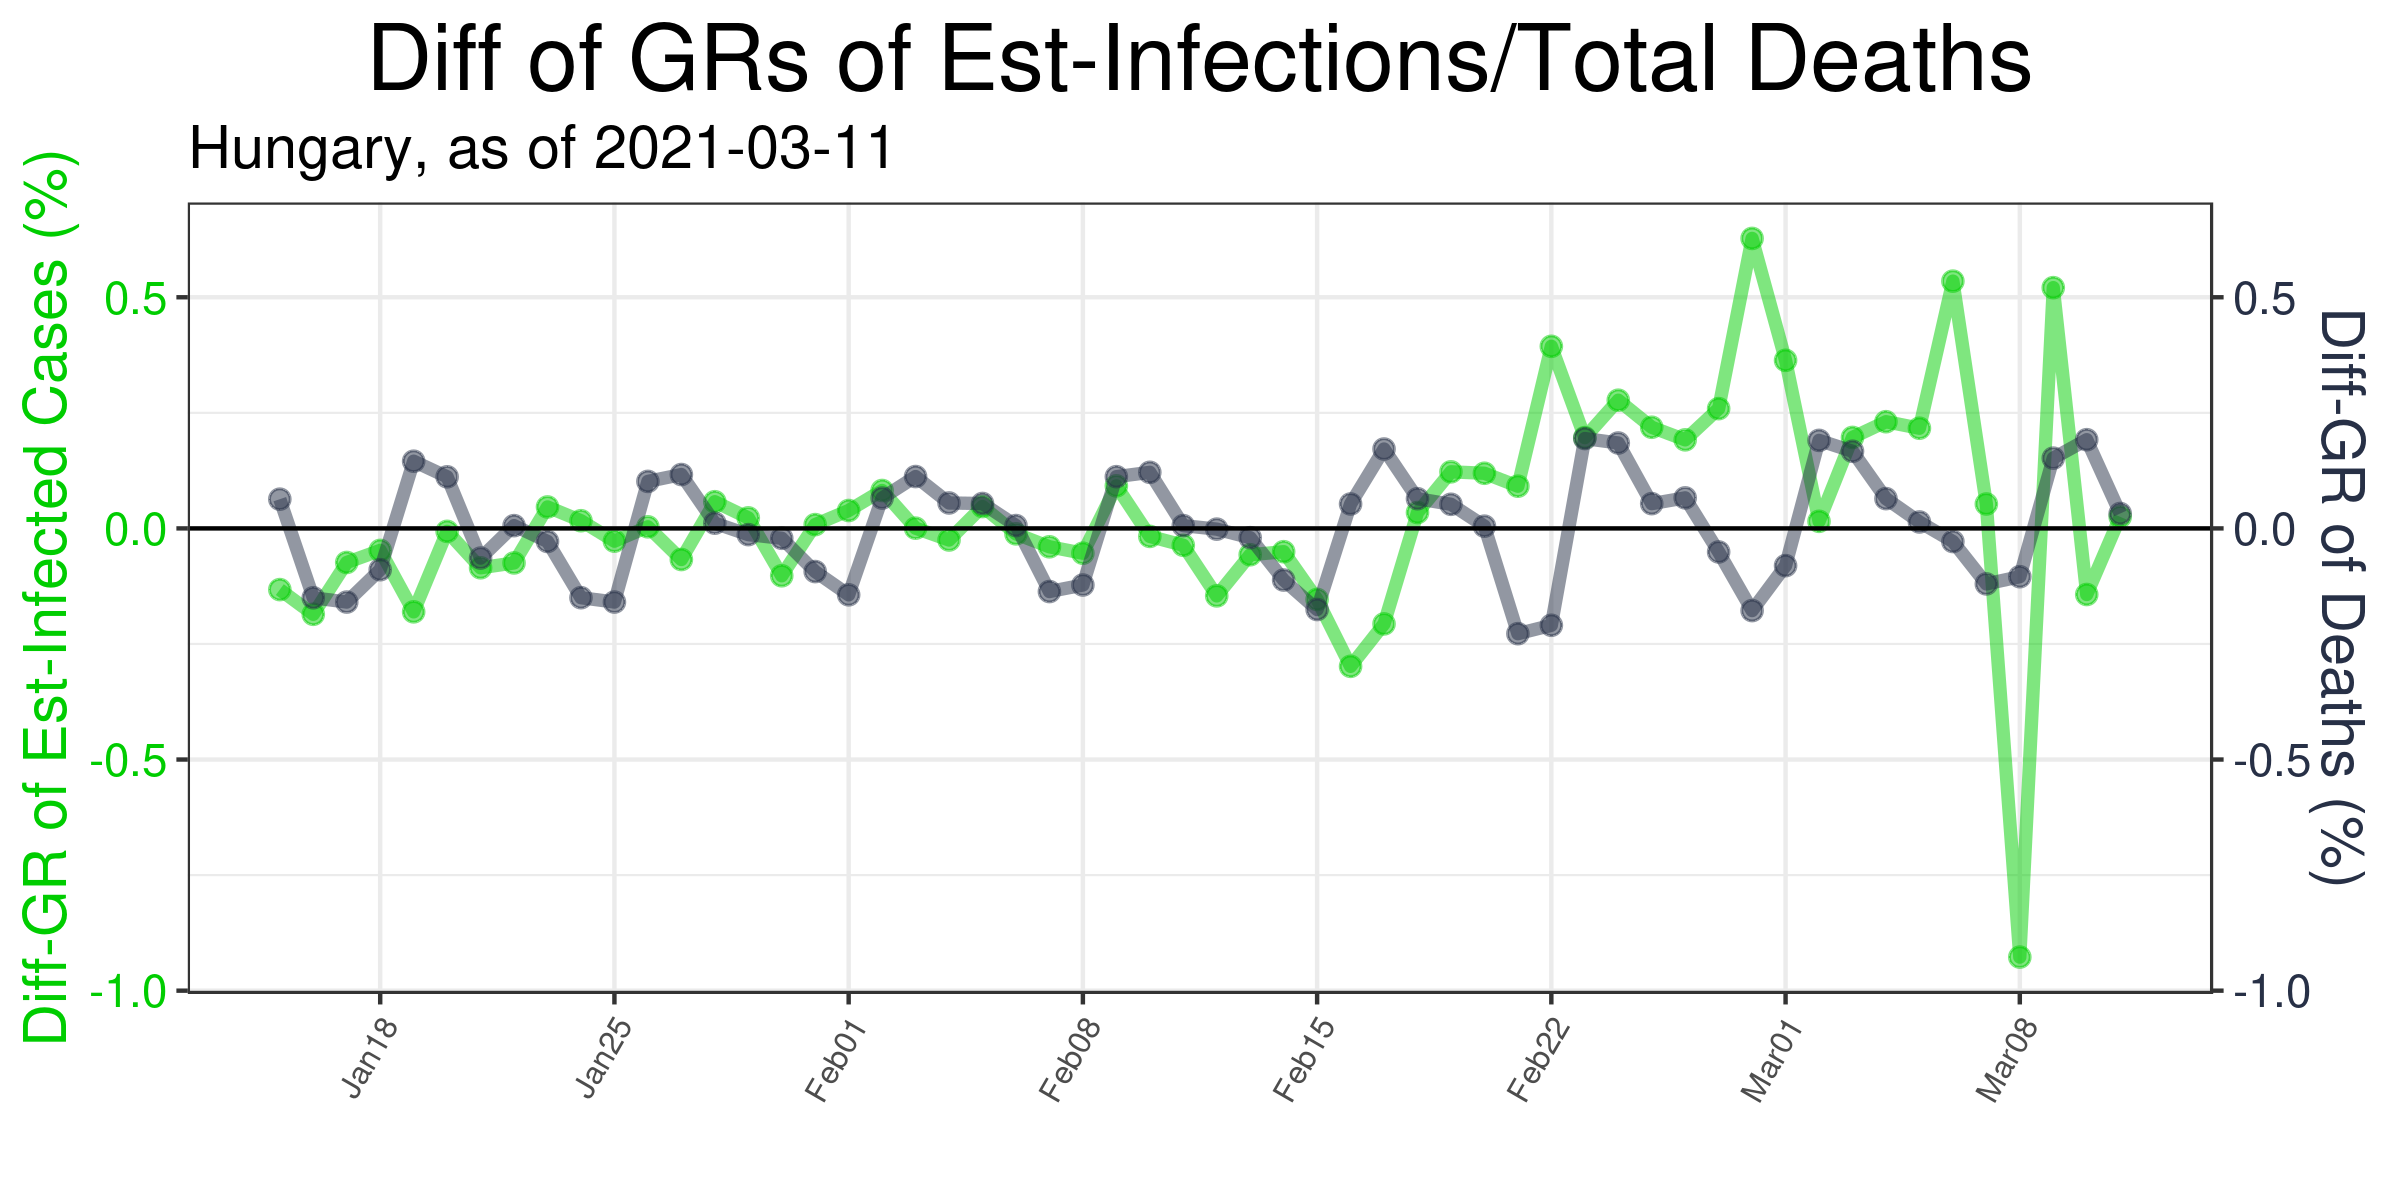 Diff of GRs of Est-Infections/Total Deaths
Hungary, as of 2021-03-11
Diff-GR of Est-Infected Cases (%)
0.5
0.0
-0.5
-1.0
0.5
0.0
-0.5
-1.0
Diff-GR of Deaths (%)
Jan18
Jan25
Feb01
Feb08
Feb15
Feb22
Mar01
Mar08